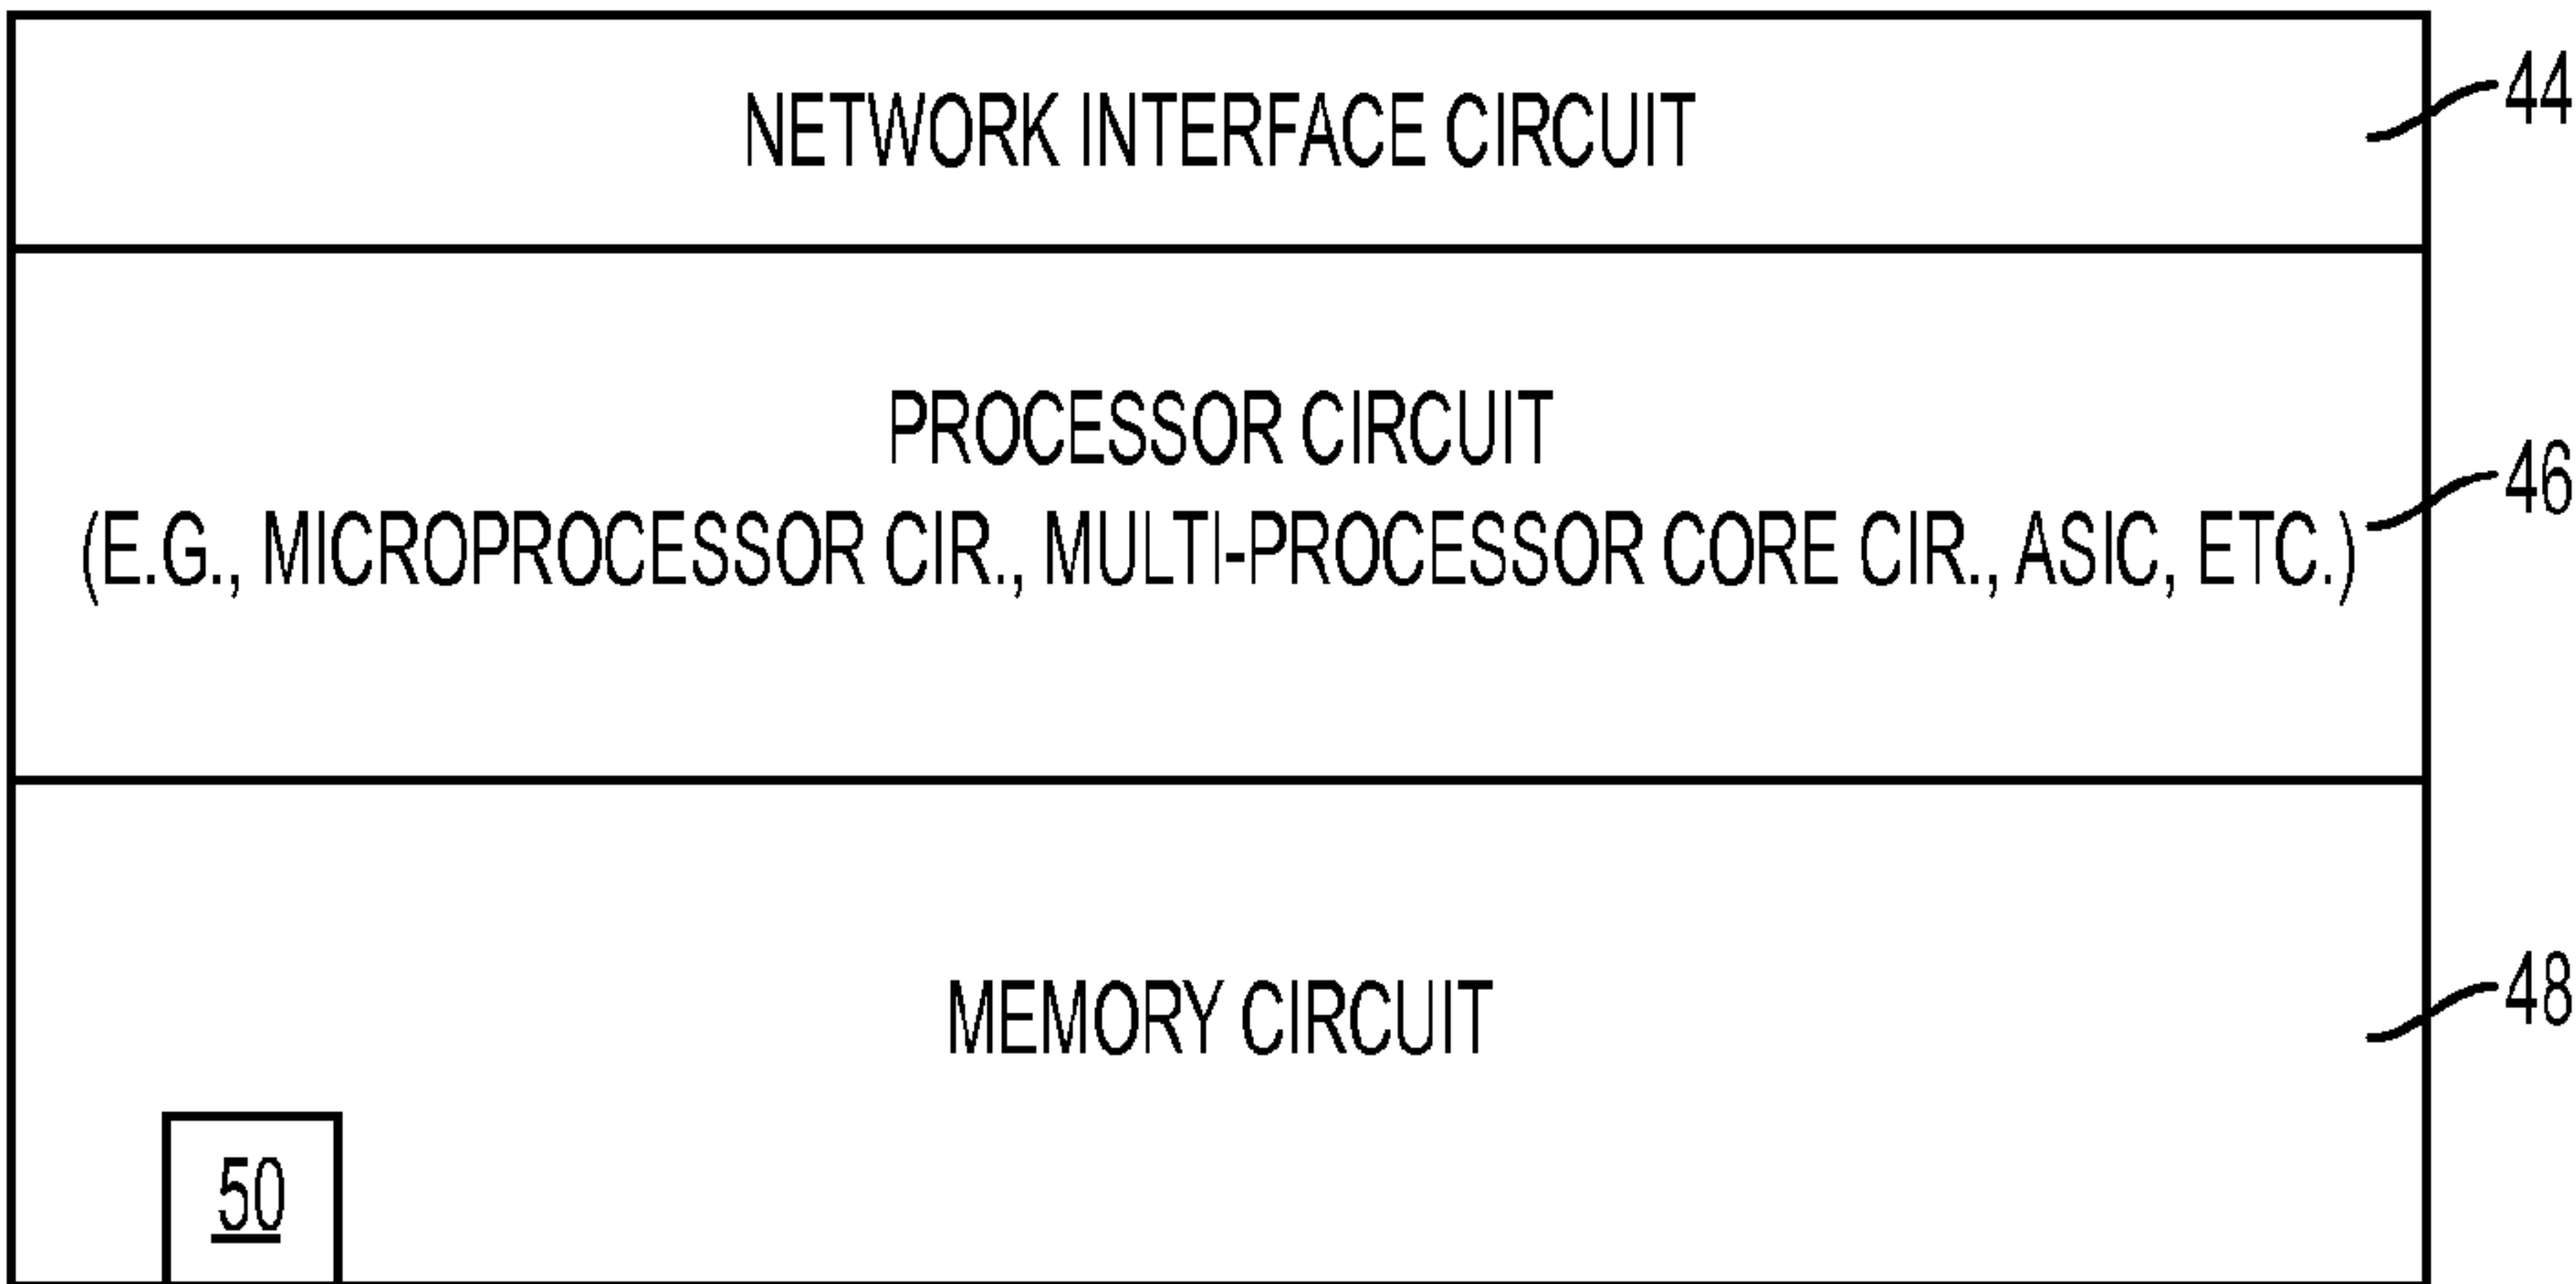 NETWORK INTERFACE CIRCUIT
44
PROCESSOR CIRCUIT
(E.G., MICROPROCESSOR CIR., MULTI-PROCESSOR CORE CIR., ASIC, ETC.)
46
MEMORY CIRCUIT
48
50